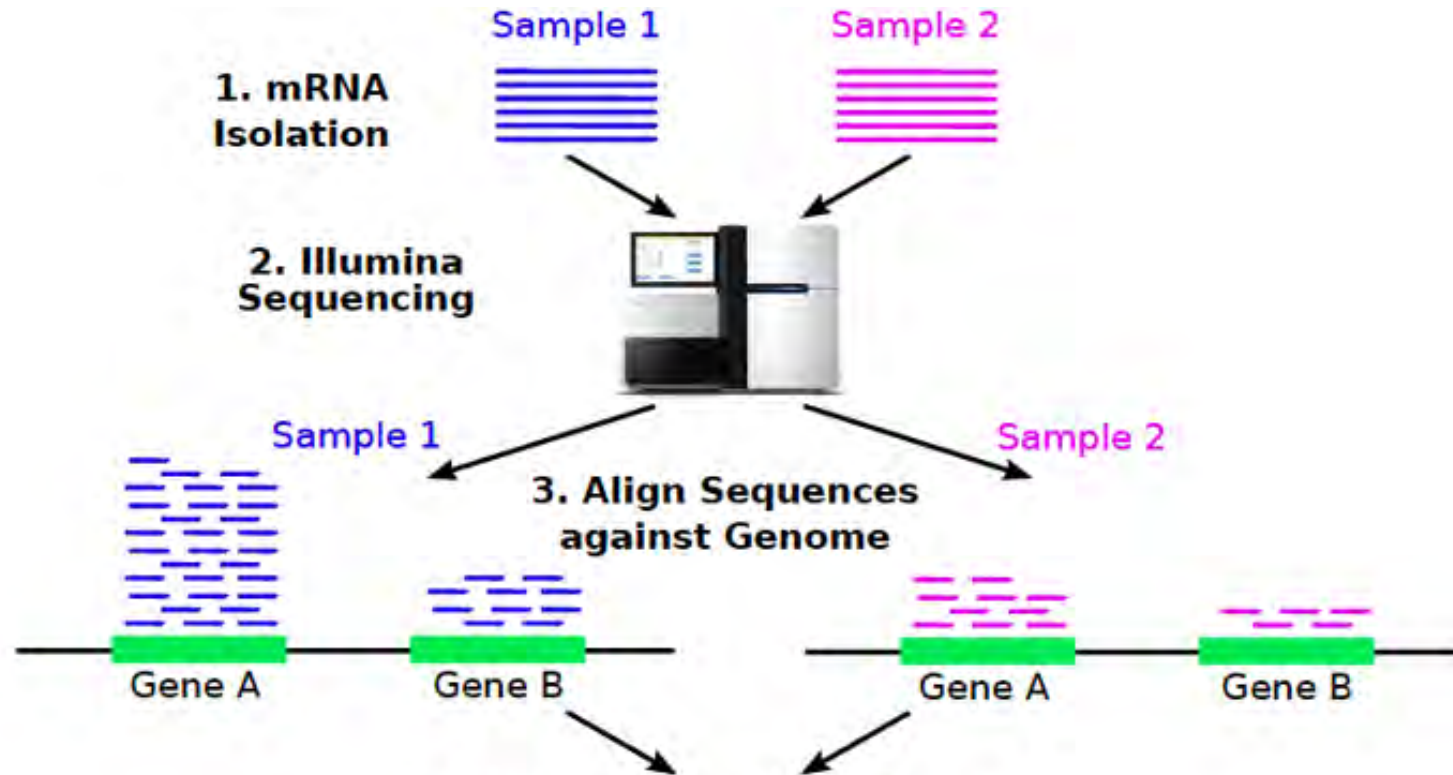 Sample 1
Sample 2
1. mRNA
Isolation
2. Illumina
Sequencing
Sample 1
Sample 2
3. Align Sequences
against Genome
Gene A
Gene B
Gene A
Gene B